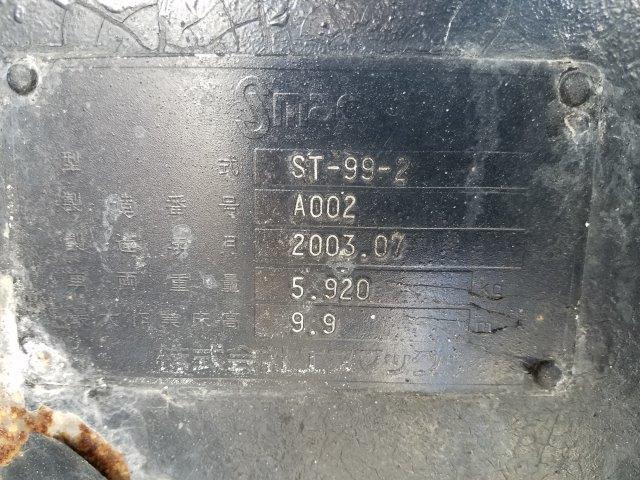 Smac
型式 ST-99-2
製造番号 A002
製造年月 2003.07
車両重量 5.920 kg
最大作業床高 9.9 m
株式会社